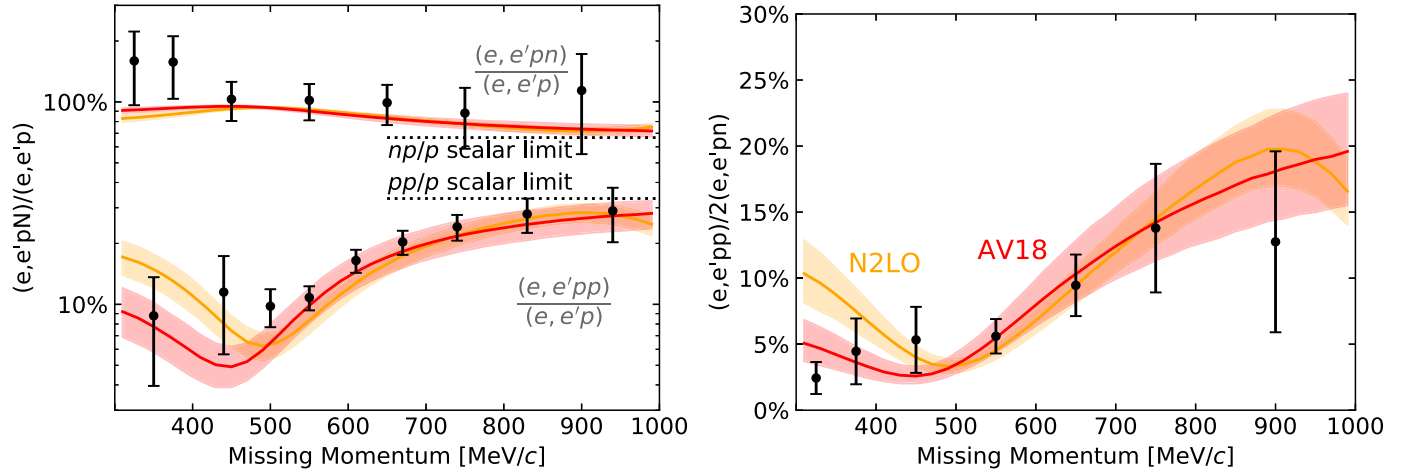 (e,e'pN)/(e,e'p)
100%
10%
(e, e'pn)
(e, e'p)
np/p scalar limit
pp/p scalar limit
(e, e'pp)
(e, e'p)
400 500 600 700 800 900 1000
Missing Momentum [MeV/c]
(e,e'pp)/2(e,e'pn)
30%
25%
20%
15%
10%
5%
0%
N2LO
AV18
400 500 600 700 800 900 1000
Missing Momentum [MeV/c]